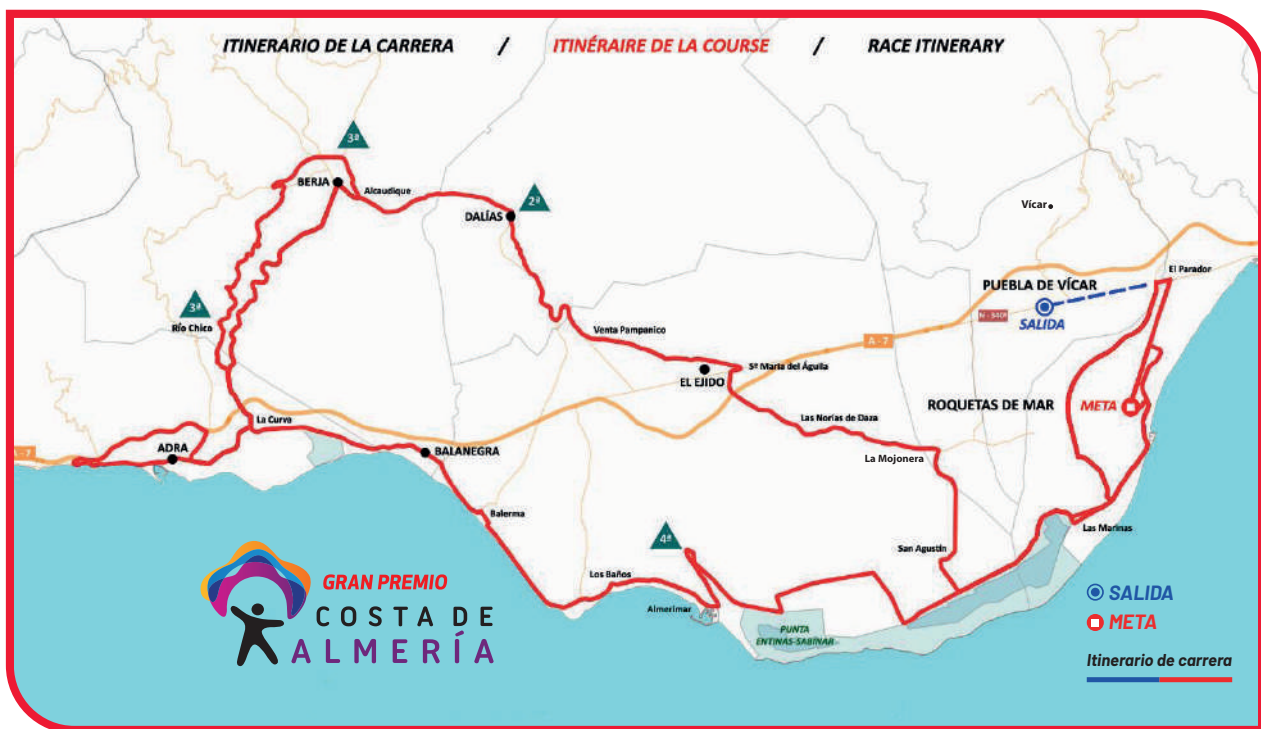 ITINERARIO DE LA CARRERA / ITINÉRAIRE DE LA COURSE / RACE ITINERARY
3ª
BERJA
Alcaudique
2ª
DALÍAS
Vícar
El Parador
PUEBLA DE VÍCAR
N - 340ª
SALIDA
3ª
Río Chico
Venta Pampanico
A - 7
Sª María del Águila
EL EJIDO
ROQUETAS DE MAR
META
La Curva
Las Norias de Daza
ADRA
A - 7
BALANEGRA
La Mojonera
Balerma
Las Marinas
4ª
San Agustín
Los Baños
Almerimar
PUNTA
ENTINAS-SABINAR
GRAN PREMIO
COSTA DE
ALMERÍA
SALIDA
META
Itinerario de carrera